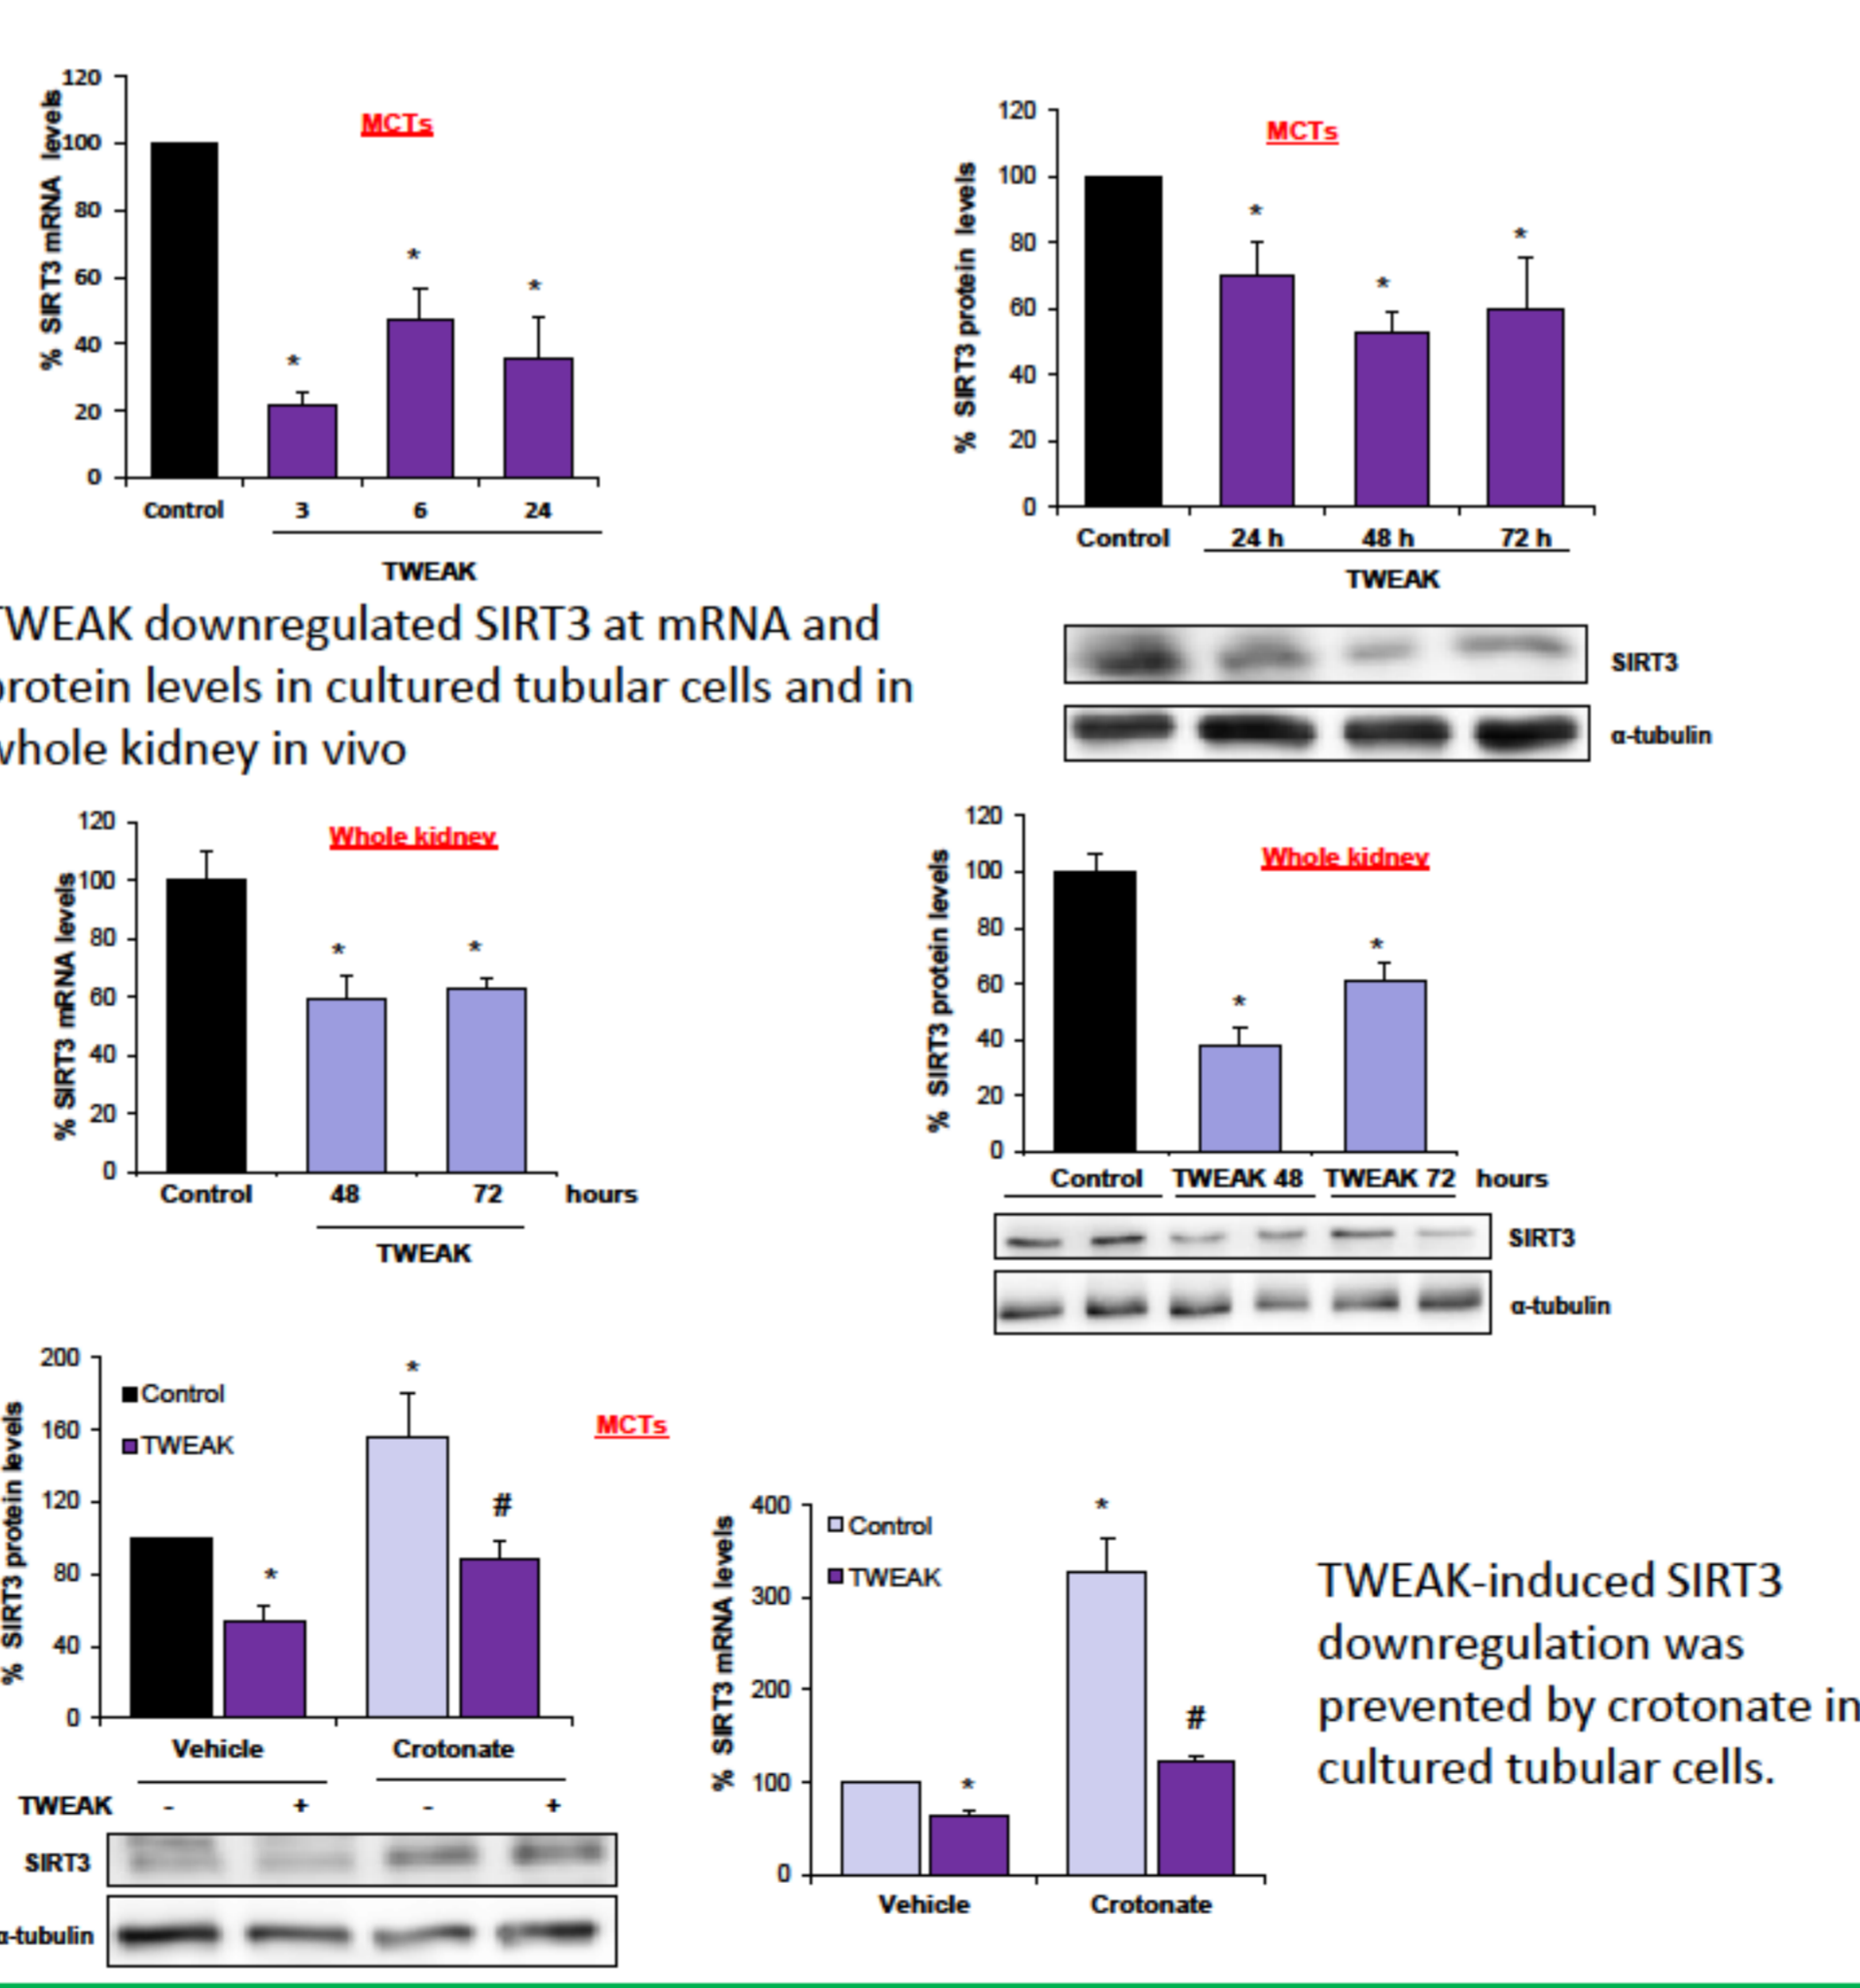 120
100
80
60
40
20
0
% SIRT3 mRNA levels
MCTs
*
*
*
Control 3 6 24
TWEAK
120
100
80
60
40
20
0
% SIRT3 protein levels
MCTs
*
*
*
Control 24 h 48 h 72 h
TWEAK
SIRT3
α-tubulin
TWEAK downregulated SIRT3 at mRNA and
protein levels in cultured tubular cells and in
whole kidney in vivo
120
100
80
60
40
20
0
% SIRT3 mRNA levels
Whole kidney
*
*
Control 48 72 hours
TWEAK
120
100
80
60
40
20
0
% SIRT3 protein levels
Whole kidney
*
*
Control TWEAK 48 TWEAK 72 hours
SIRT3
α-tubulin
200
160
120
80
40
0
% SIRT3 protein levels
Control
TWEAK
MCTs
*
*
#
Vehicle Crotonate
TWEAK - + - +
SIRT3
α-tubulin
400
300
200
100
0
% SIRT3 mRNA levels
Control
TWEAK
*
*
#
Vehicle Crotonate
TWEAK-induced SIRT3
downregulation was
prevented by crotonate in
cultured tubular cells.